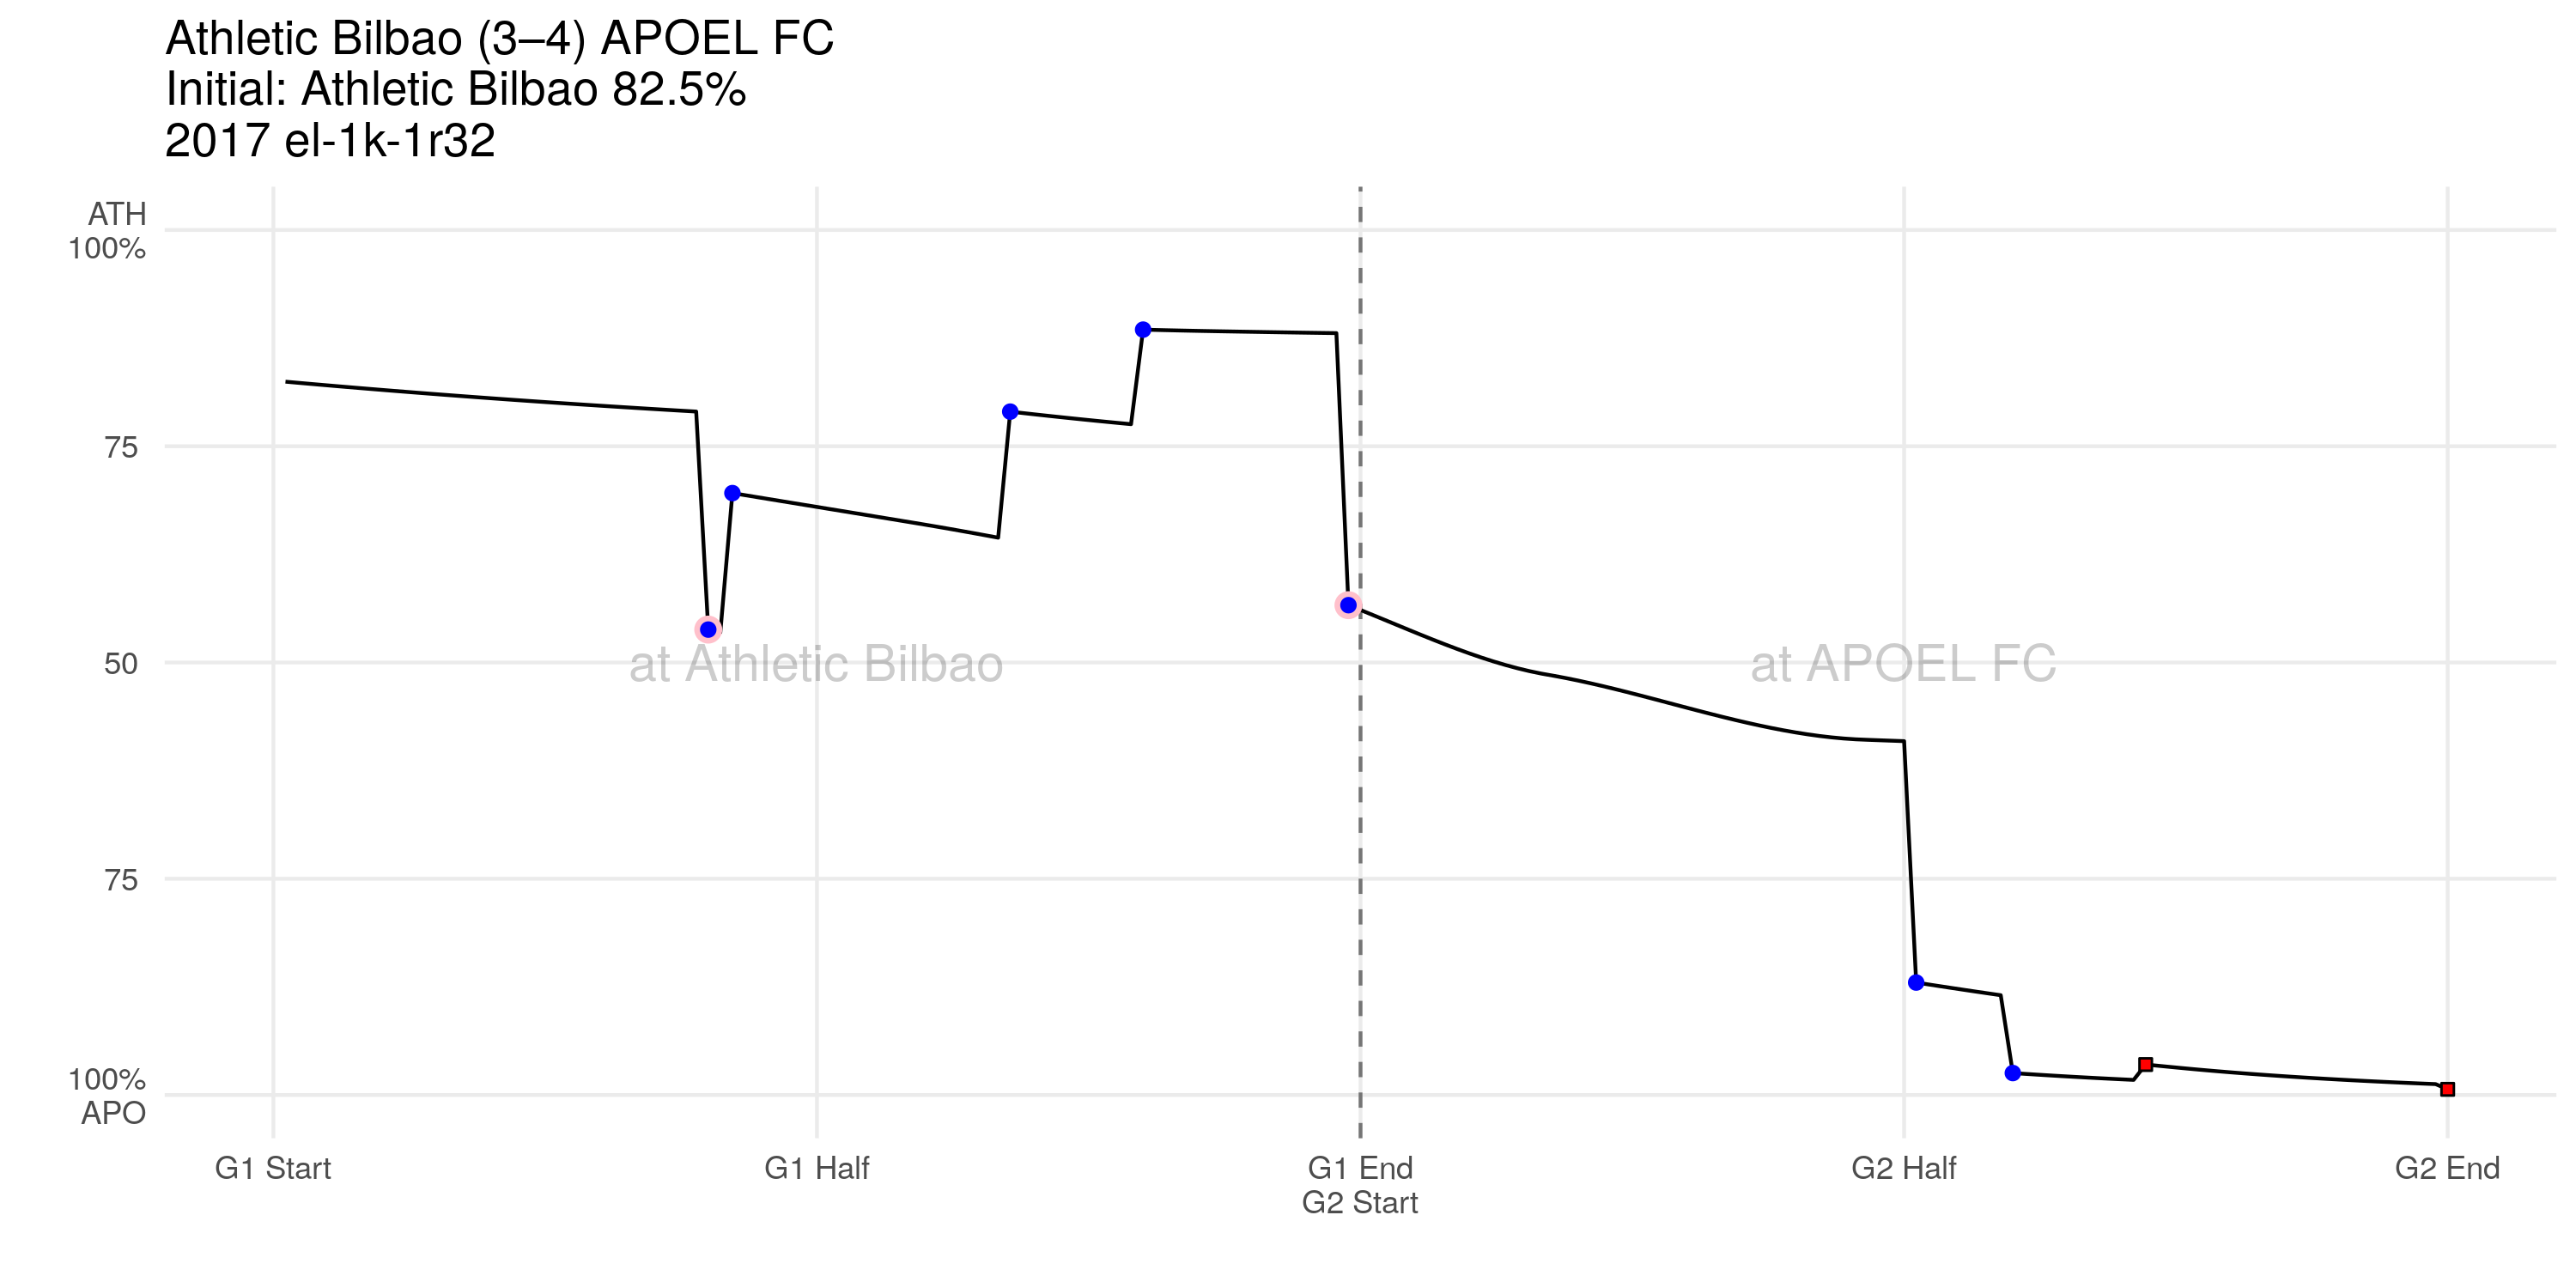 Athletic Bilbao (3–4) APOEL FC
Initial: Athletic Bilbao 82.5%
2017 el-1k-1r32
ATH
100%
75
50
75
100%
APO
at Athletic Bilbao
at APOEL FC
G1 Start
G1 Half
G1 End
G2 Start
G2 Half
G2 End